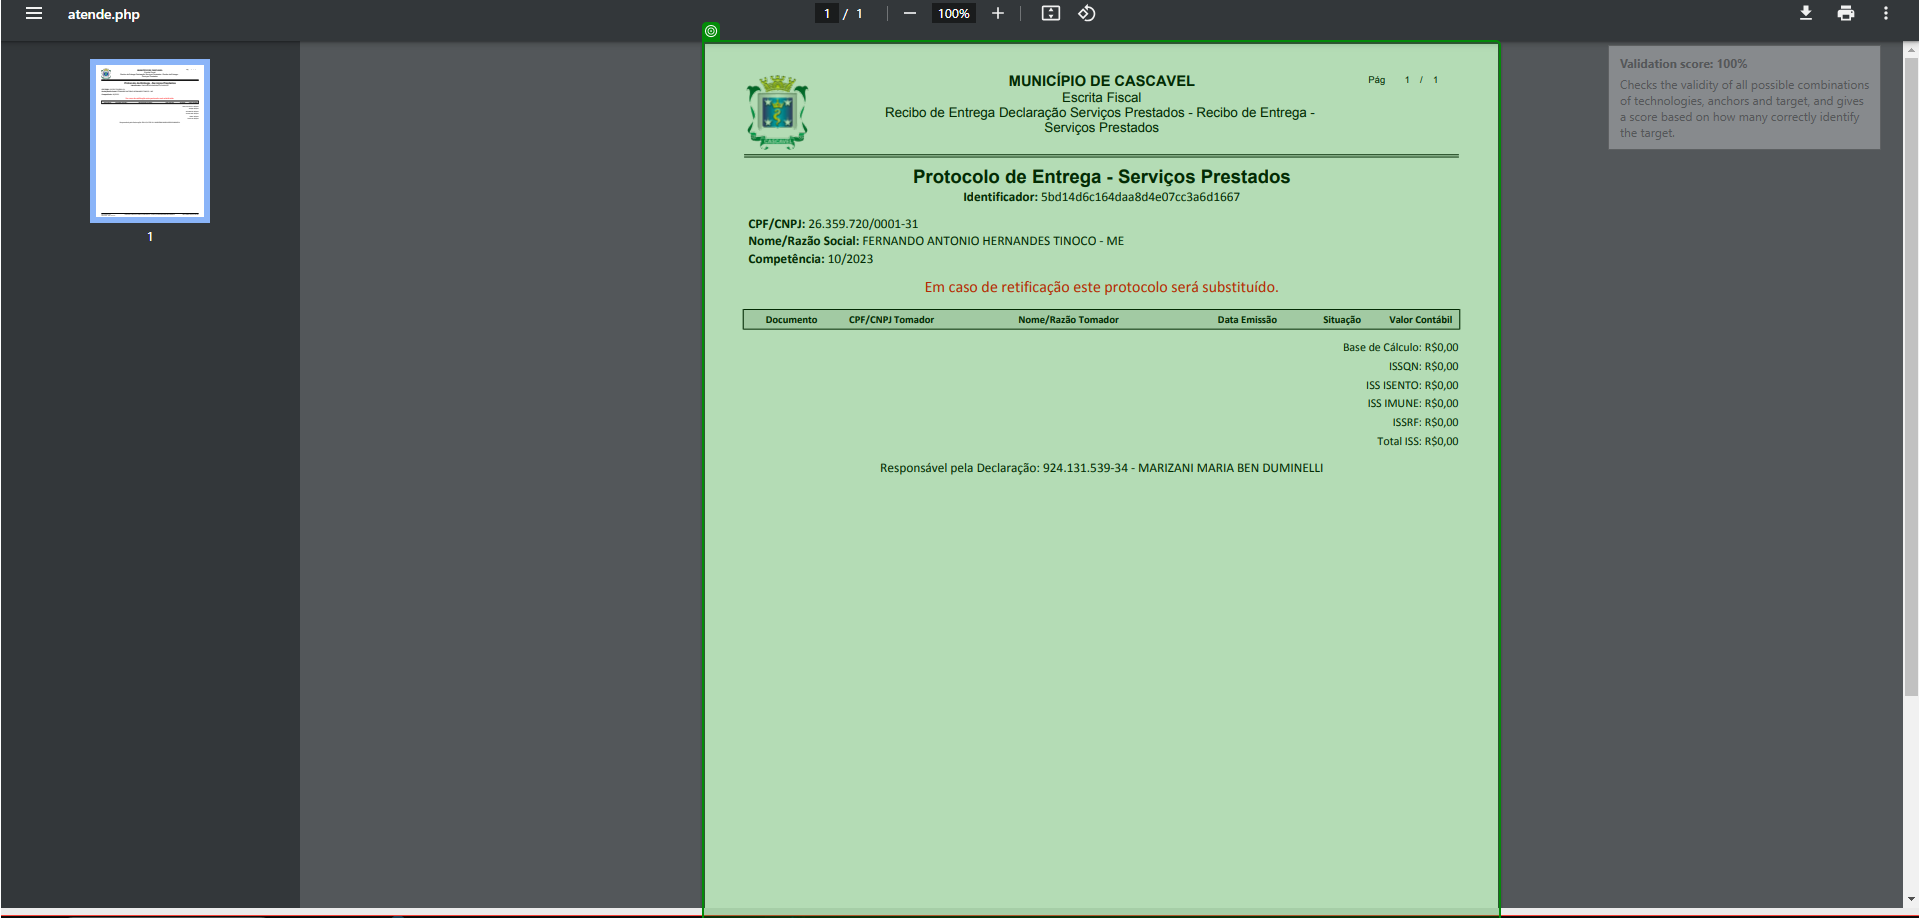 atende.php
1 / 1
100%
Validation score: 100%
Checks the validity of all possible combinations
of technologies, anchors and target, and gives
a score based on how many correctly identify
the target.
1
MUNICÍPIO DE CASCAVEL
Pág 1 / 1
Escrita Fiscal
Recibo de Entrega Declaração Serviços Prestados - Recibo de Entrega -
Serviços Prestados
CASCAVEL
Protocolo de Entrega - Serviços Prestados
Identificador: 5bd14d6c164daa8d4e07cc3a6d1667
CPF/CNPJ: 26.359.720/0001-31
Nome/Razão Social: FERNANDO ANTONIO HERNANDES TINOCO - ME
Competência: 10/2023
Em caso de retificação este protocolo será substituído.
Documento CPF/CNPJ Tomador Nome/Razão Tomador Data Emissão Situação Valor Contábil
Base de Cálculo: R$0,00
ISSQN: R$0,00
ISS ISENTO: R$0,00
ISS IMUNE: R$0,00
ISSRF: R$0,00
Total ISS: R$0,00
Responsável pela Declaração: 924.131.539-34 - MARIZANI MARIA BEN DUMINELLI